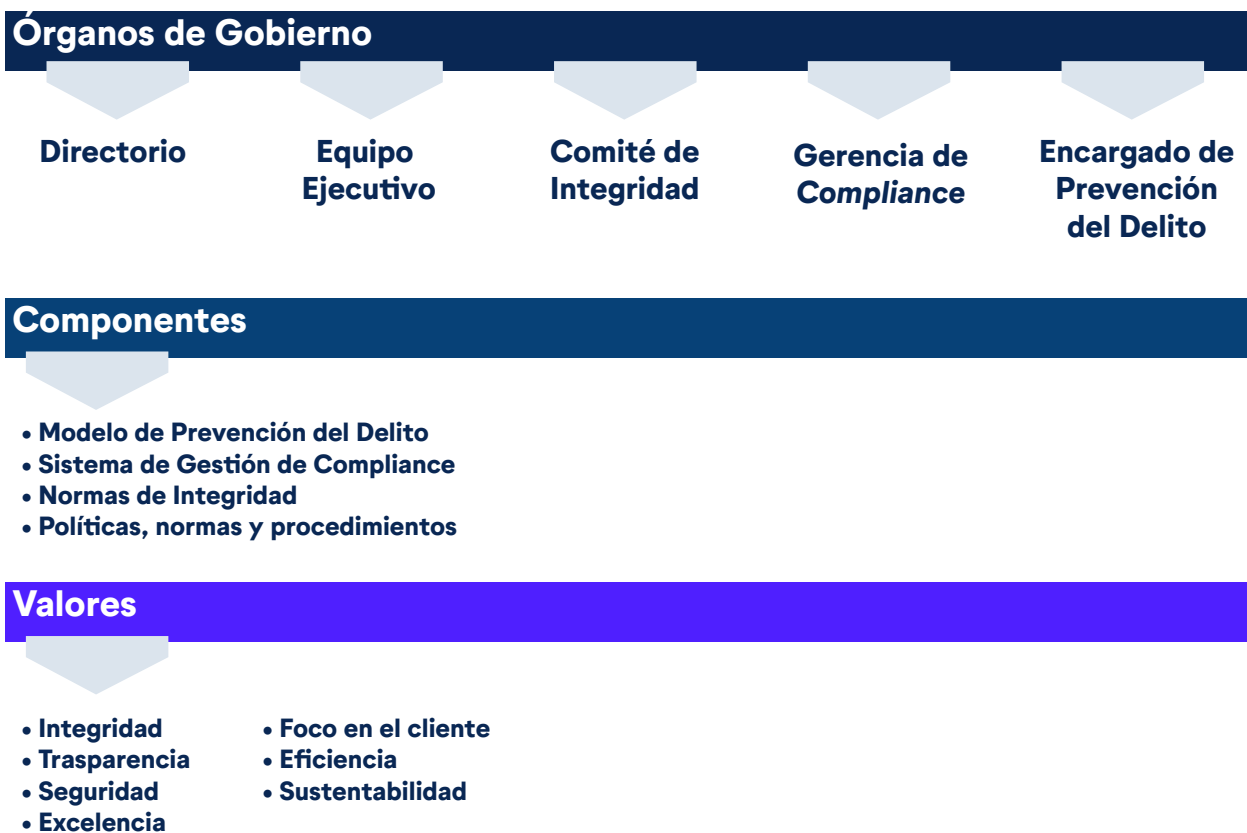 Órganos de Gobierno
Directorio
Equipo
Ejecutivo
Comité de
Integridad
Gerencia de
Compliance
Encargado de
Prevención
del Delito
Componentes
• Modelo de Prevención del Delito
• Sistema de Gestión de Compliance
• Normas de Integridad
• Políticas, normas y procedimientos
Valores
• Integridad
• Trasparencia
• Seguridad
• Excelencia
• Foco en el cliente
• Eficiencia
• Sustentabilidad